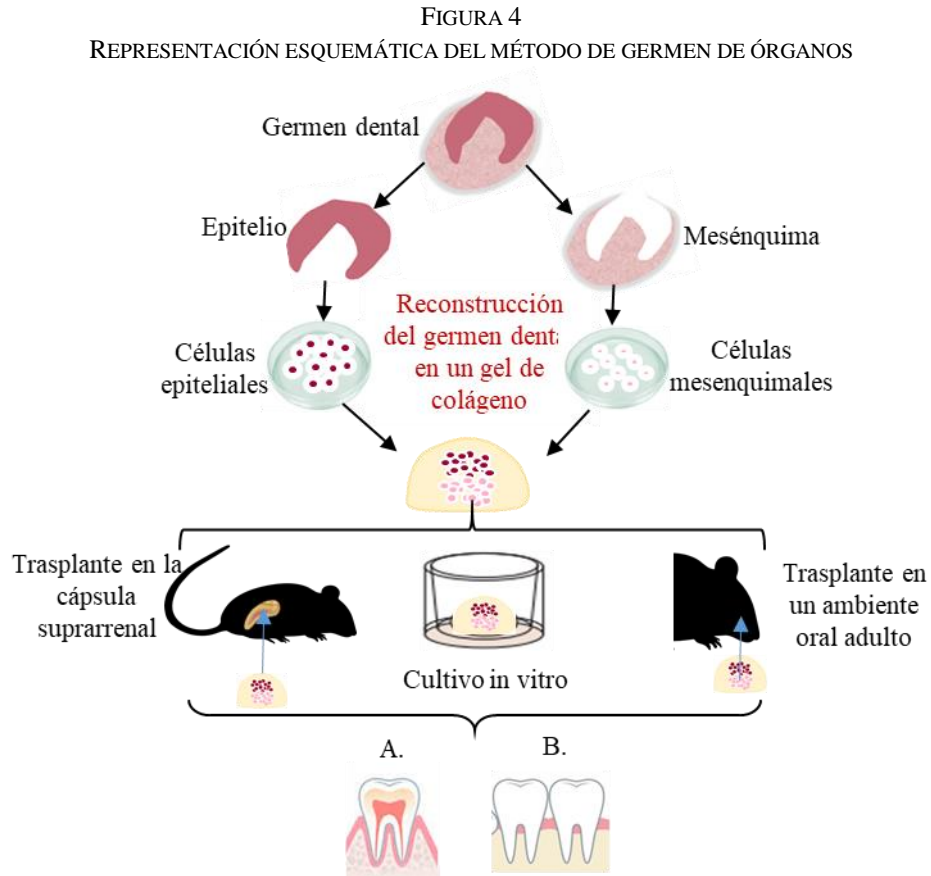 FIGURA 4
REPRESENTACIÓN ESQUEMÁTICA DEL MÉTODO DE GERMEN DE ÓRGANOS
Germen dental
Epitelio
Mesénquima
Reconstrucción
del germen denta
en un gel de
colágeno
Células
epiteliales
Células
mesenquimales
Trasplante en la
cápsula
suprarrenal
Cultivo in vitro
Trasplante en
un ambiente
oral adulto
A.
B.